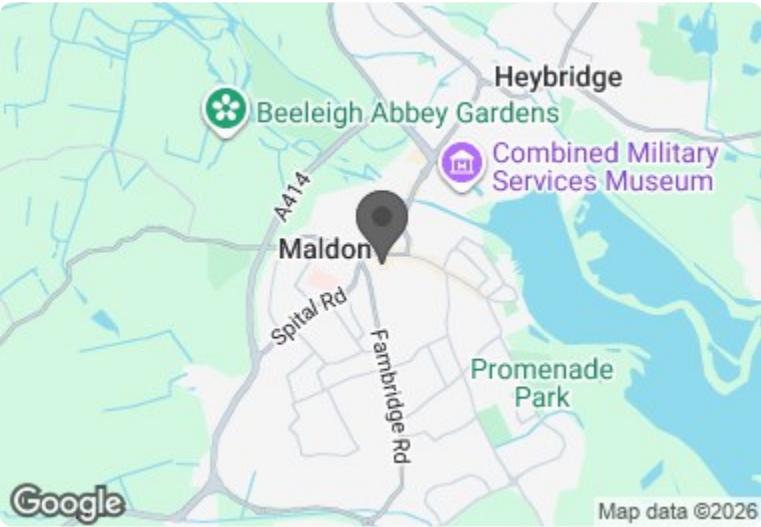 Heybridge
Beeleigh Abbey Gardens
Combined Military
Services Museum
A414
Maldon
Spital Rd
Fambridge Rd
Promenade
Park
Google
Map data ©2026